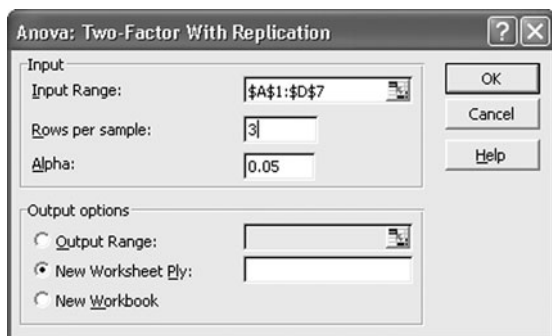 Anova: Two-Factor With Replication
Input
Input Range: $A$1:$D$7
Rows per sample: 3
Alpha: 0.05
OK
Cancel
Help
Output options
Output Range:
New Worksheet Ply:
New Workbook